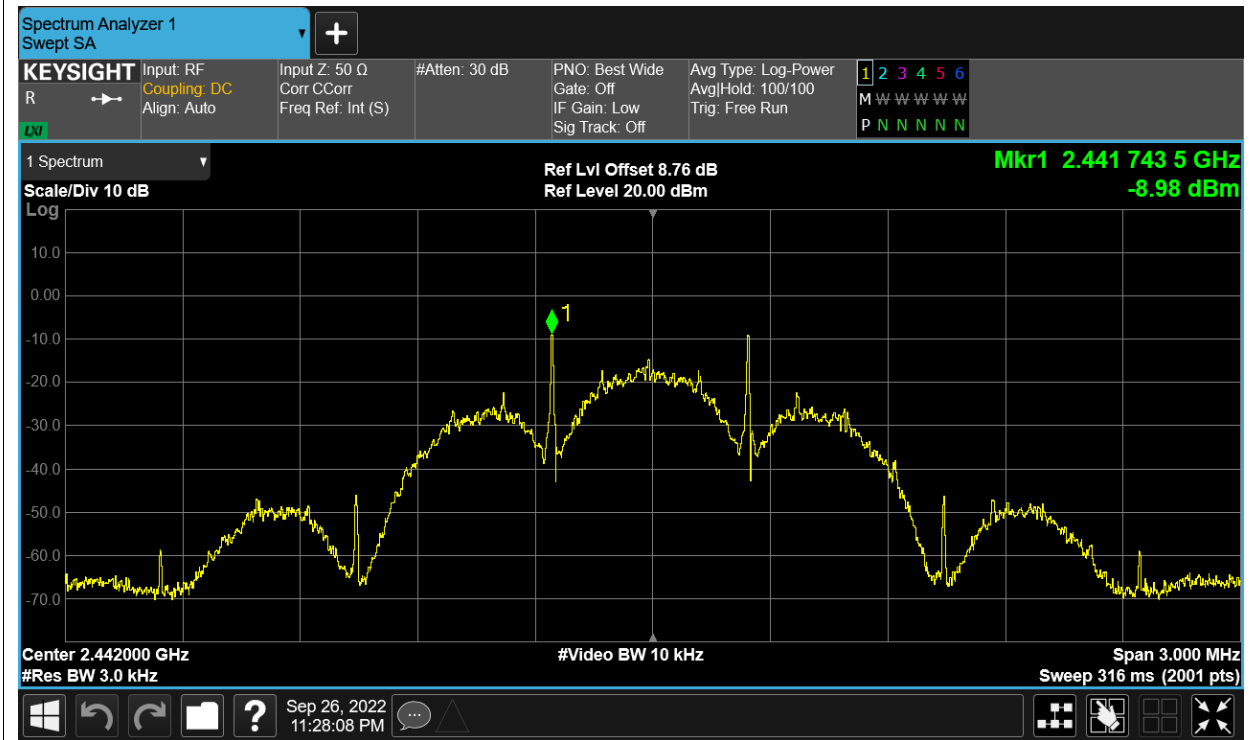 Spectrum Analyzer 1
Swept SA
+
KEYSIGHT
R
LXI
Input: RF
Coupling: DC
Align: Auto
Input Z: 50 Ω
Corr CCorr
Freq Ref: Int (S)
#Atten: 30 dB
PNO: Best Wide
Gate: Off
IF Gain: Low
Sig Track: Off
Avg Type: Log-Power
Avg|Hold: 100/100
Trig: Free Run
1 2 3 4 5 6
M W W W W W
P N N N N N
1 Spectrum
Scale/Div 10 dB
Ref Lvl Offset 8.76 dB
Ref Level 20.00 dBm
Mkr1 2.441 743 5 GHz
-8.98 dBm
Log
10.0
0.00
-10.0
-20.0
-30.0
-40.0
-50.0
-60.0
-70.0
1
Center 2.442000 GHz
#Video BW 10 kHz
Span 3.000 MHz
#Res BW 3.0 kHz
Sweep 316 ms (2001 pts)
?
Sep 26, 2022
11:28:08 PM